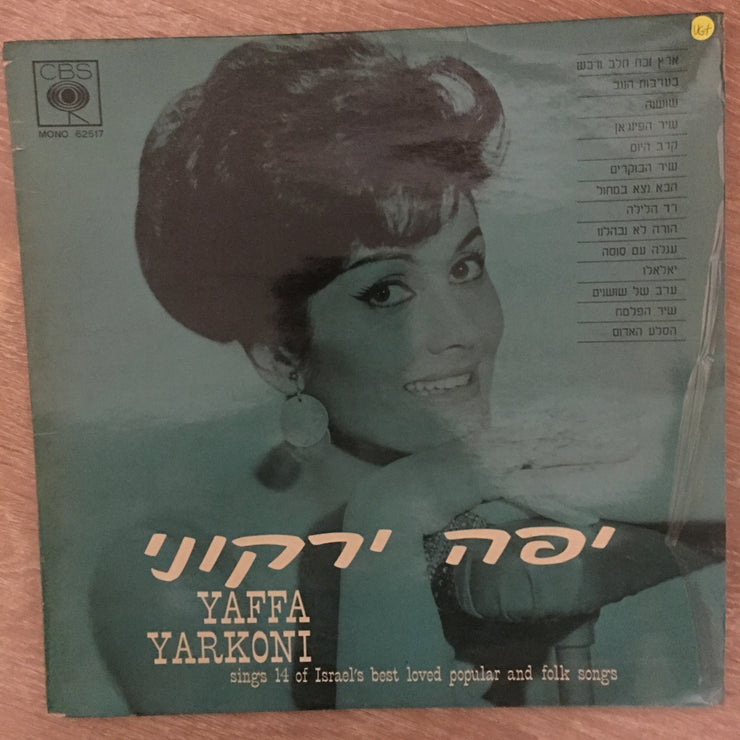 CBS
MONO 62517
VG+
ארץ זבת חלב ודבש
בערבות הנגב
שושנה
שיר הפינג'אן
קרב היום
שיר הבוקרים
הבא נצא במחול
רד הלילה
הורה לא נבהלנו
עגלה עם סוסה
יאלאלו
ערב של שושנים
שיר הפלמח
הסלע האדום
יפה ירקוני
YAFFA
YARKONI
sings 14 of Israel's best loved popular and folk songs